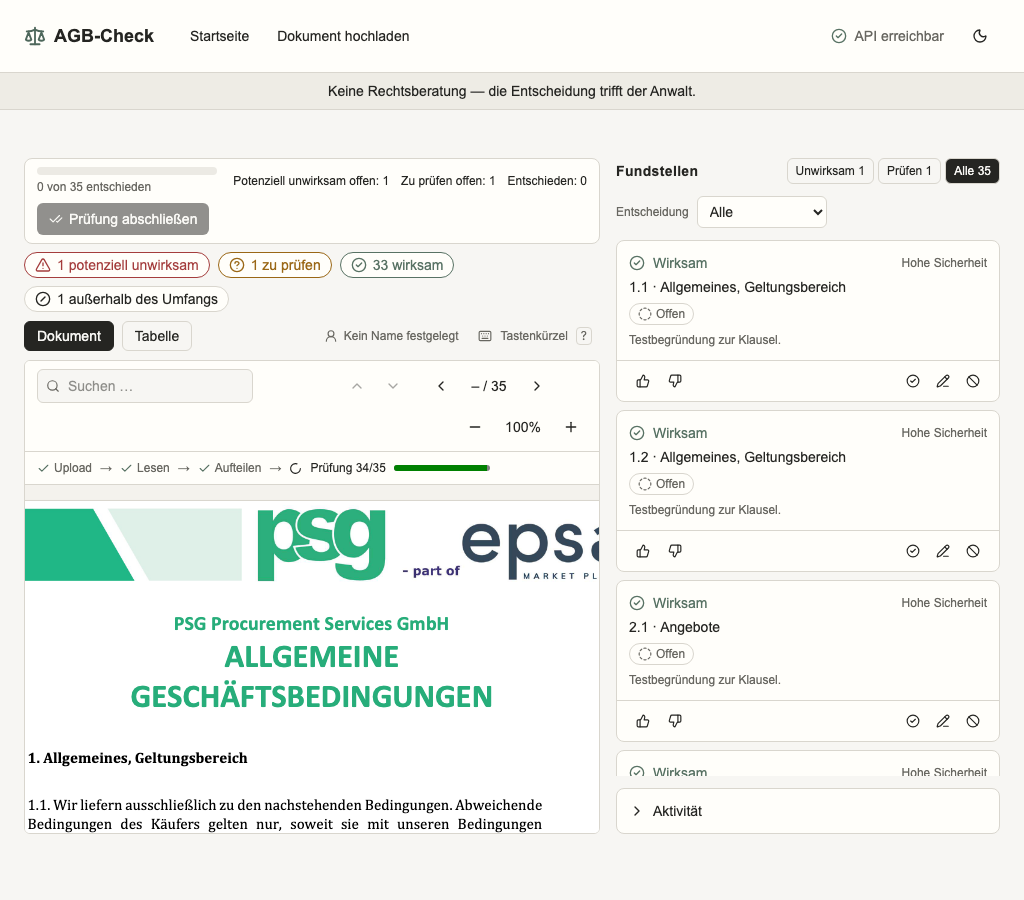 AGB-Check
Startseite
Dokument hochladen
API erreichbar
Keine Rechtsberatung — die Entscheidung trifft der Anwalt.
0 von 35 entschieden
Potenziell unwirksam offen: 1
Zu prüfen offen: 1
Entschieden: 0
Prüfung abschließen
1 potenziell unwirksam
1 zu prüfen
33 wirksam
1 außerhalb des Umfangs
Dokument
Tabelle
Kein Name festgelegt
Tastenkürzel ?
Suchen …
– / 35
100%
Upload → Lesen → Aufteilen → Prüfung 34/35
psg
- part of
epsa
MARKET PL
PSG Procurement Services GmbH
ALLGEMEINE
GESCHÄFTSBEDINGUNGEN
1. Allgemeines, Geltungsbereich
1.1. Wir liefern ausschließlich zu den nachstehenden Bedingungen. Abweichende
Bedingungen des Käufers gelten nur, soweit sie mit unseren Bedingungen
Fundstellen
Unwirksam 1
Prüfen 1
Alle 35
Entscheidung
Alle
Wirksam
Hohe Sicherheit
1.1 · Allgemeines, Geltungsbereich
Offen
Testbegründung zur Klausel.
Wirksam
Hohe Sicherheit
1.2 · Allgemeines, Geltungsbereich
Offen
Testbegründung zur Klausel.
Wirksam
Hohe Sicherheit
2.1 · Angebote
Offen
Testbegründung zur Klausel.
Wirksam
Hohe Sicherheit
Aktivität